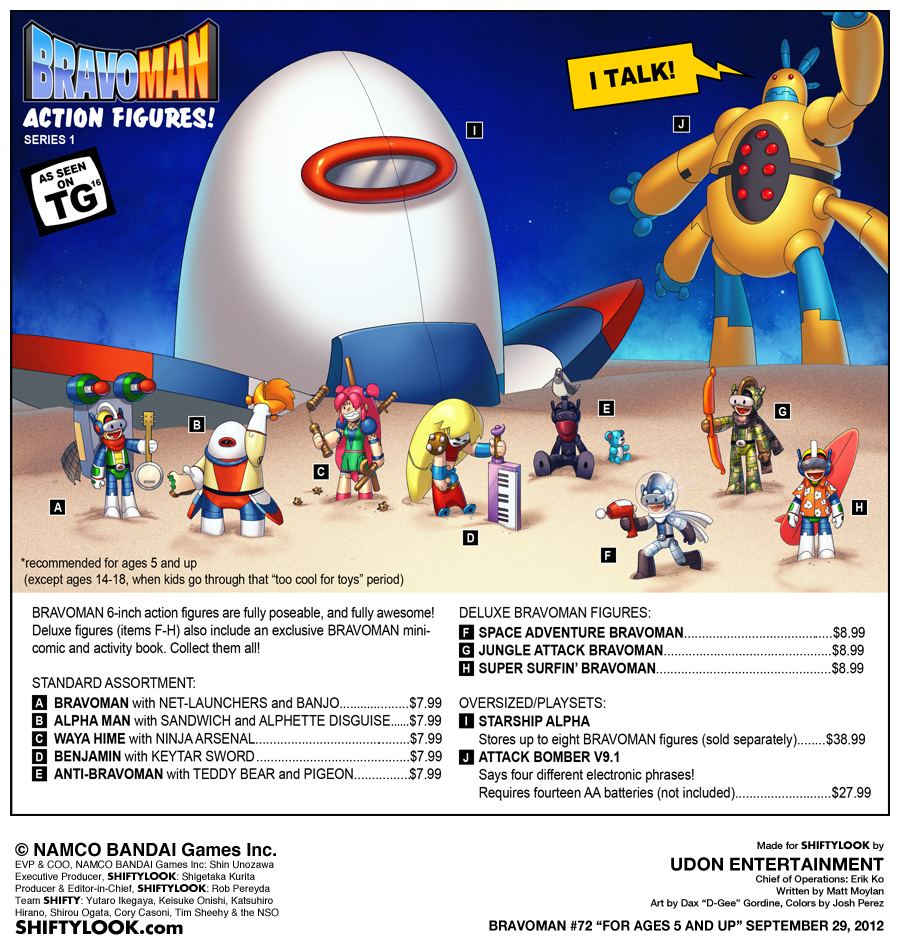 BRAVOMAN
ACTION FIGURES!
SERIES 1
AS SEEN
ON
TG16
I TALK!
I
J
A
B
C
D
E
F
G
H
*recommended for ages 5 and up
(except ages 14-18, when kids go through that “too cool for toys” period)
BRAVOMAN 6-inch action figures are fully poseable, and fully awesome!
Deluxe figures (items F-H) also include an exclusive BRAVOMAN mini-
comic and activity book. Collect them all!
STANDARD ASSORTMENT:
A BRAVOMAN with NET-LAUNCHERS and BANJO....................$7.99
B ALPHA MAN with SANDWICH and ALPHETTE DISGUISE......$7.99
C WAYA HIME with NINJA ARSENAL............................................$7.99
D BENJAMIN with KEYTAR SWORD............................................$7.99
E ANTI-BRAVOMAN with TEDDY BEAR and PIGEON...............$7.99
DELUXE BRAVOMAN FIGURES:
F SPACE ADVENTURE BRAVOMAN....................................$8.99
G JUNGLE ATTACK BRAVOMAN.........................................$8.99
H SUPER SURFIN’ BRAVOMAN...........................................$8.99
OVERSIZED/PLAYSETS:
I STARSHIP ALPHA
Stores up to eight BRAVOMAN figures (sold separately)........$38.99
J ATTACK BOMBER V9.1
Says four different electronic phrases!
Requires fourteen AA batteries (not included)...........................$27.99
© NAMCO BANDAI Games Inc.
EVP & COO, NAMCO BANDAI Games Inc: Shin Unozawa
Executive Producer, SHIFTYLOOK: Shigetaka Kurita
Producer & Editor-in-Chief, SHIFTYLOOK: Rob Pereyda
Team SHIFTY: Yutaro Ikegaya, Keisuke Onishi, Katsuhiro
Hirano, Shirou Ogata, Cory Casoni, Tim Sheehy & the NSO
SHIFTYLOOK.com
Made for SHIFTYLOOK by
UDON ENTERTAINMENT
Chief of Operations: Erik Ko
Written by Matt Moylan
Art by Dax “D-Gee” Gordine, Colors by Josh Perez
BRAVOMAN #72 “FOR AGES 5 AND UP” SEPTEMBER 29, 2012